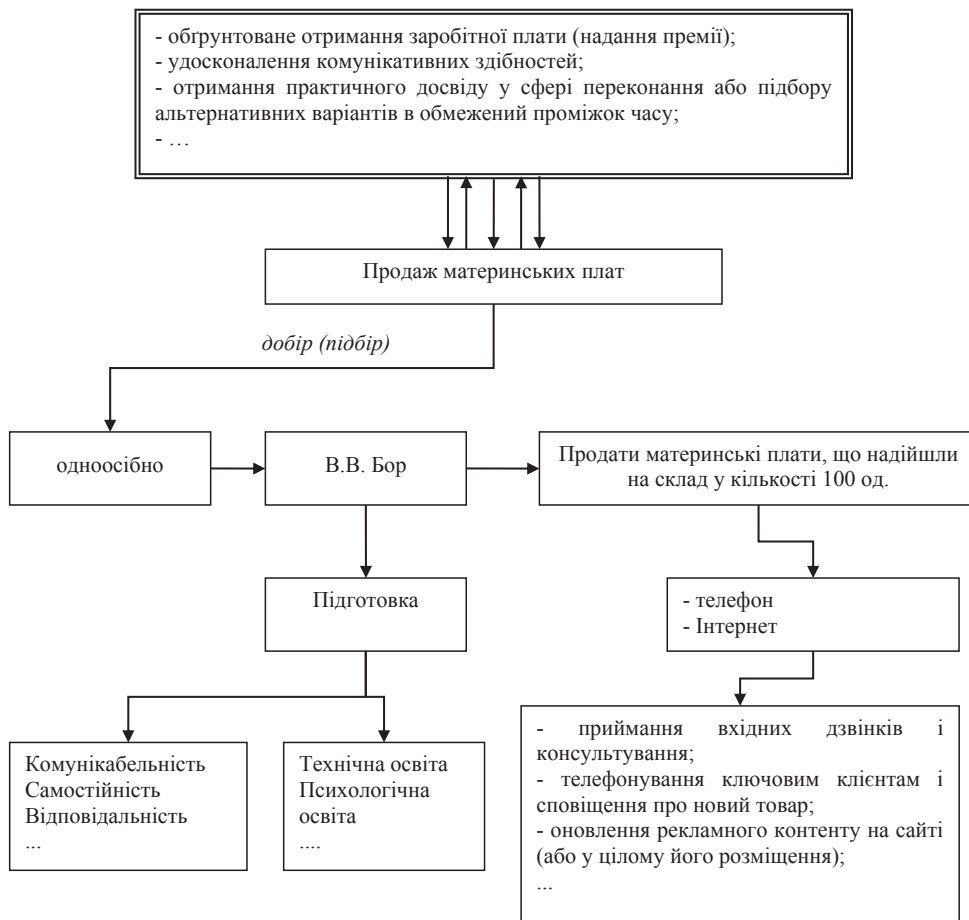 - обґрунтоване отримання заробітної плати (надання премії);
- удосконалення комунікативних здібностей;
- отримання практичного досвіду у сфері переконання або підбору
альтернативних варіантів в обмежений проміжок часу;
- …
Продаж материнських плат
добір (підбір)
одноосібно
В.В. Бор
Продати материнські плати, що надійшли
на склад у кількості 100 од.
Підготовка
- телефон
- Інтернет
Комунікабельність
Самостійність
Відповідальність
...
Технічна освіта
Психологічна
освіта
....
- приймання вхідних дзвінків і
консультування;
- телефонування ключовим клієнтам і
сповіщення про новий товар;
- оновлення рекламного контенту на сайті
(або у цілому його розміщення);
...